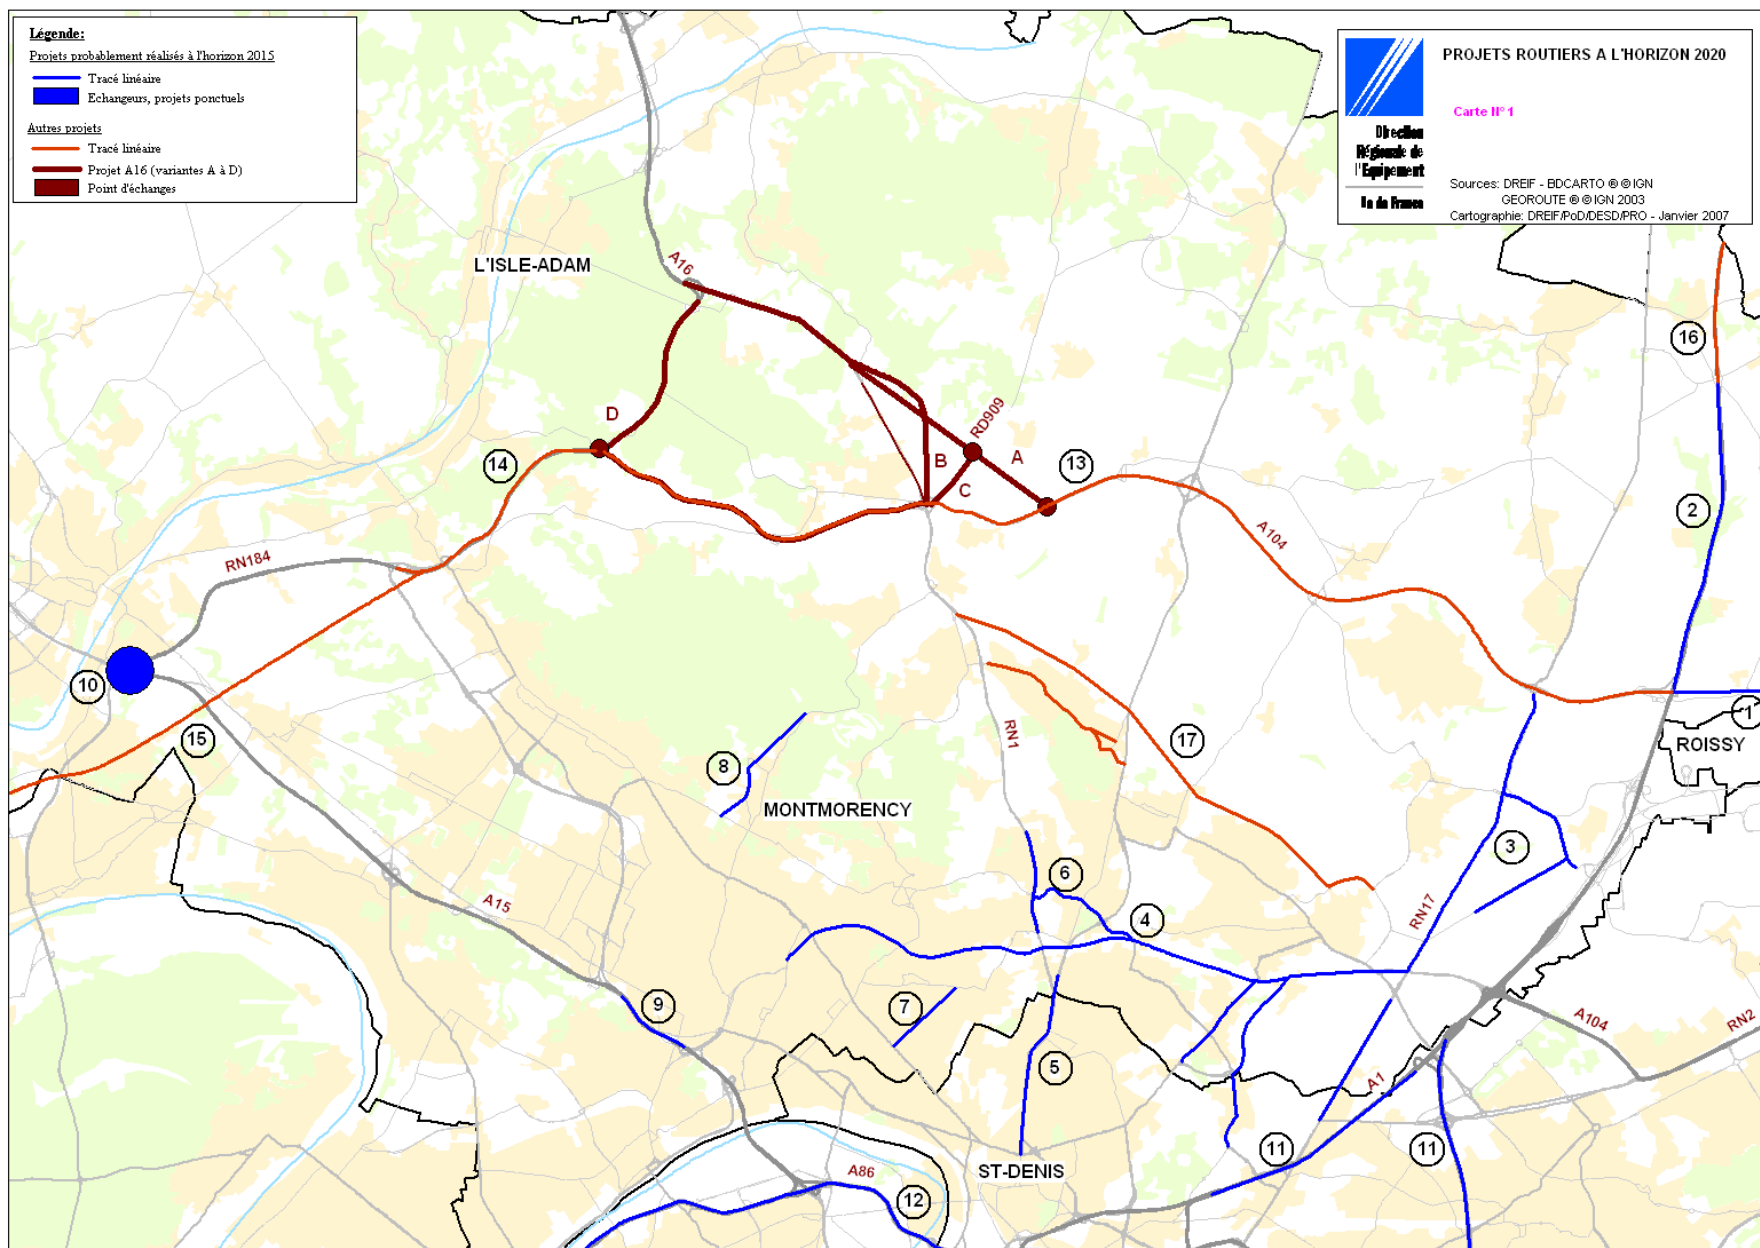 Légende:
Projets probablement réalisés à l'horizon 2015
Tracé linéaire
Echangeurs, projets ponctuels
Autres projets
Tracé linéaire
Projet A16 (variantes A à D)
Point d'échanges
PROJETS ROUTIERS A L'HORIZON 2020
Carte N° 1
Direction
Régionale de
l'Equipement
Ile de France
Sources: DREIF - BDCARTO ® © IGN
GEOROUTE ® © IGN 2003
Cartographie: DREIF/PoD/DESD/PRO - Janvier 2007
L'ISLE-ADAM
A16
16
D
RD909
14
B
A
13
C
2
A104
RN184
10
15
RN1
17
1
ROISSY
8
MONTMORENCY
3
6
A15
4
RN17
9
7
5
A104
RN2
A1
11
11
ST-DENIS
A86
12